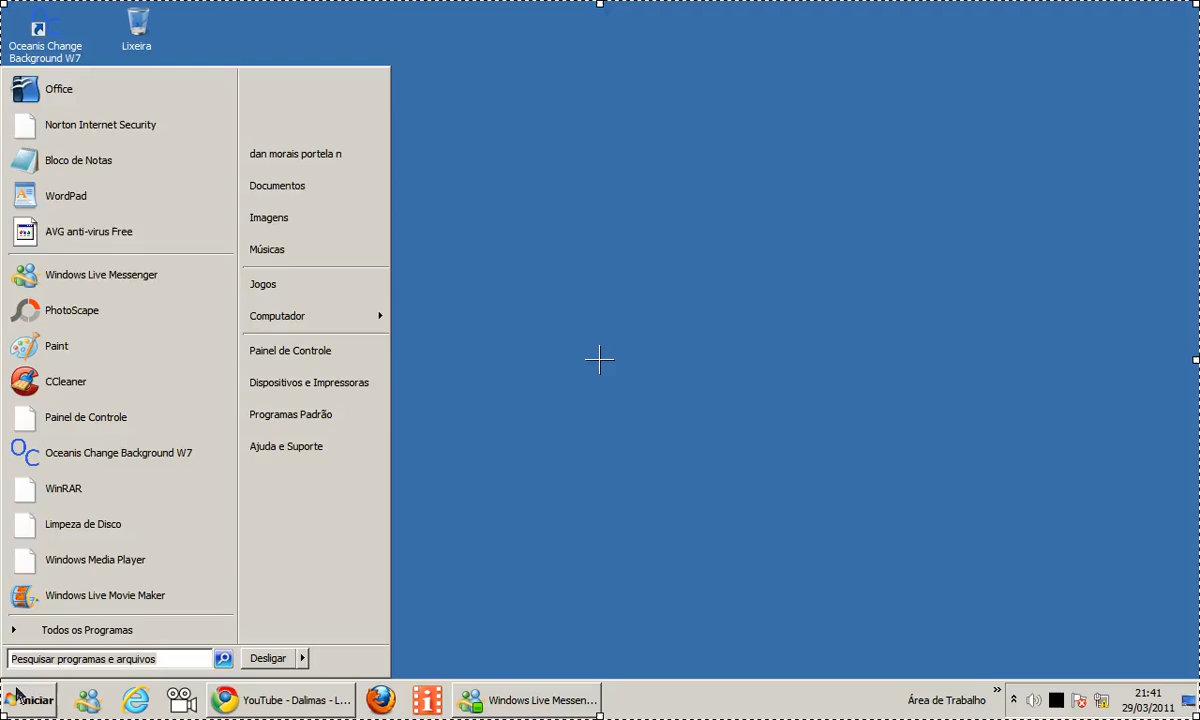 Oceanis Change
Background W7
Lixeira
Office
Norton Internet Security
Bloco de Notas
WordPad
AVG anti-virus Free
Windows Live Messenger
PhotoScape
Paint
CCleaner
Painel de Controle
Oceanis Change Background W7
WinRAR
Limpeza de Disco
Windows Media Player
Windows Live Movie Maker
Todos os Programas
Pesquisar programas e arquivos
dan morais portela n
Documentos
Imagens
Músicas
Jogos
Computador
Painel de Controle
Dispositivos e Impressoras
Programas Padrão
Ajuda e Suporte
Desligar
Iniciar
YouTube - Dalmas - L...
Windows Live Messen...
Área de Trabalho
21:41
29/03/2011